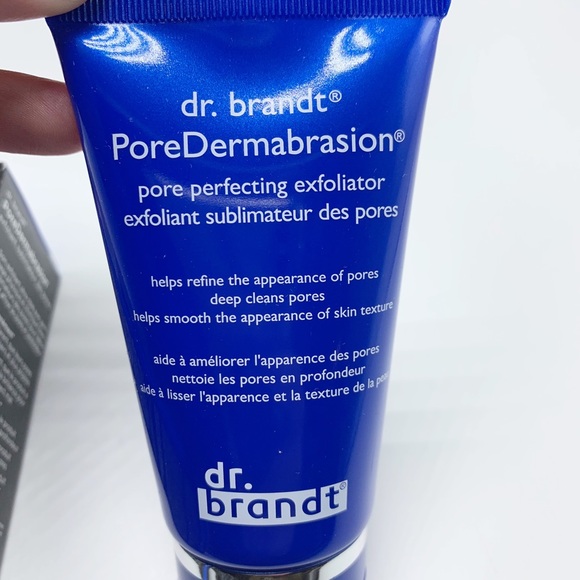 dr. brandt®
PoreDermabrasion®
pore perfecting exfoliator
exfoliant sublimateur des pores
helps refine the appearance of pores
deep cleans pores
helps smooth the appearance of skin texture
aide à améliorer l'apparence des pores
nettoie les pores en profondeur
aide à lisser l'apparence et la texture de la peau
dr.
brandt®